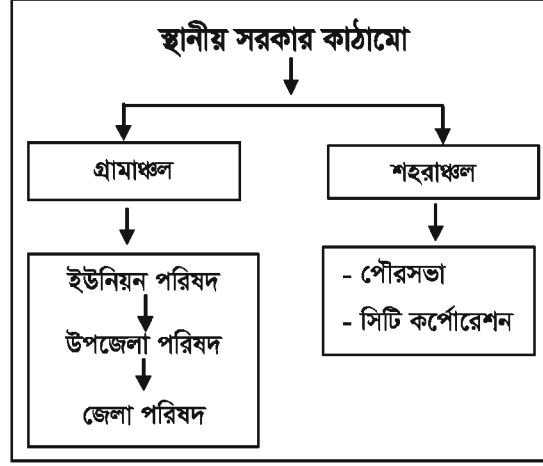 স্থানীয় সরকার কাঠামো
গ্রামাঞ্চল
শহরাঞ্চল
ইউনিয়ন পরিষদ
উপজেলা পরিষদ
জেলা পরিষদ
- পৌরসভা
- সিটি কর্পোরেশন